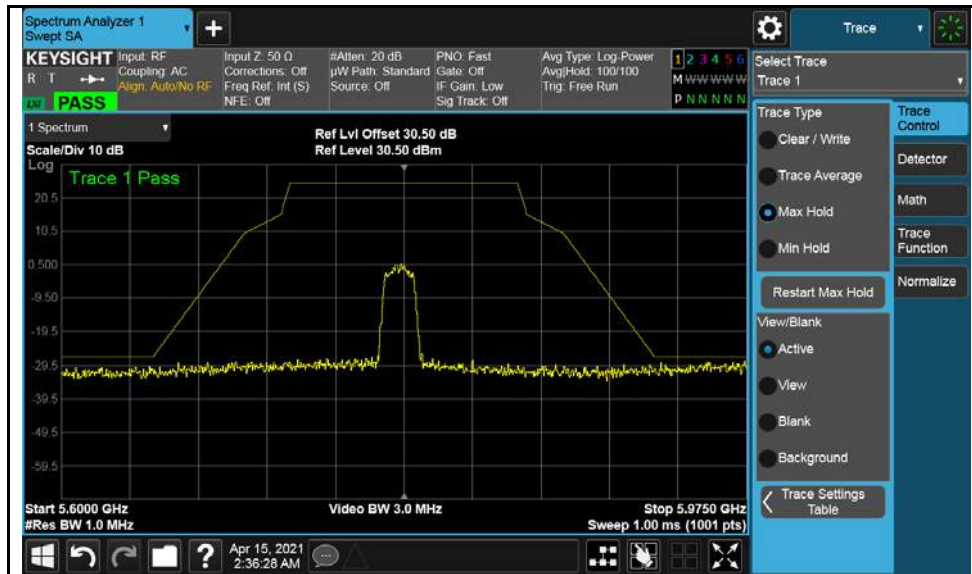 Spectrum Analyzer 1
Swept SA
Trace
KEYSIGHT
R T
LXI PASS
Input: RF
Coupling: AC
Align: Auto/No RF
Input Z: 50 Ω
Corrections: Off
Freq Ref: Int (S)
NFE: Off
#Atten: 20 dB
µW Path: Standard
Source: Off
PNO: Fast
Gate: Off
IF Gain: Low
Sig Track: Off
Avg Type: Log-Power
Avg|Hold: 100/100
Trig: Free Run
1 2 3 4 5 6
M W W W W W
P N N N N N
Select Trace
Trace 1
1 Spectrum
Scale/Div 10 dB
Ref Lvl Offset 30.50 dB
Ref Level 30.50 dBm
Log
Trace 1 Pass
20.5
10.5
0.500
-9.50
-19.5
-29.5
-39.5
-49.5
-59.5
Start 5.6000 GHz
#Res BW 1.0 MHz
Video BW 3.0 MHz
Stop 5.9750 GHz
Sweep 1.00 ms (1001 pts)
Trace Type
Clear / Write
Trace Average
Max Hold
Min Hold
Restart Max Hold
View/Blank
Active
View
Blank
Background
Trace Settings
Table
Trace
Control
Detector
Math
Trace
Function
Normalize
?
Apr 15, 2021
2:36:28 AM